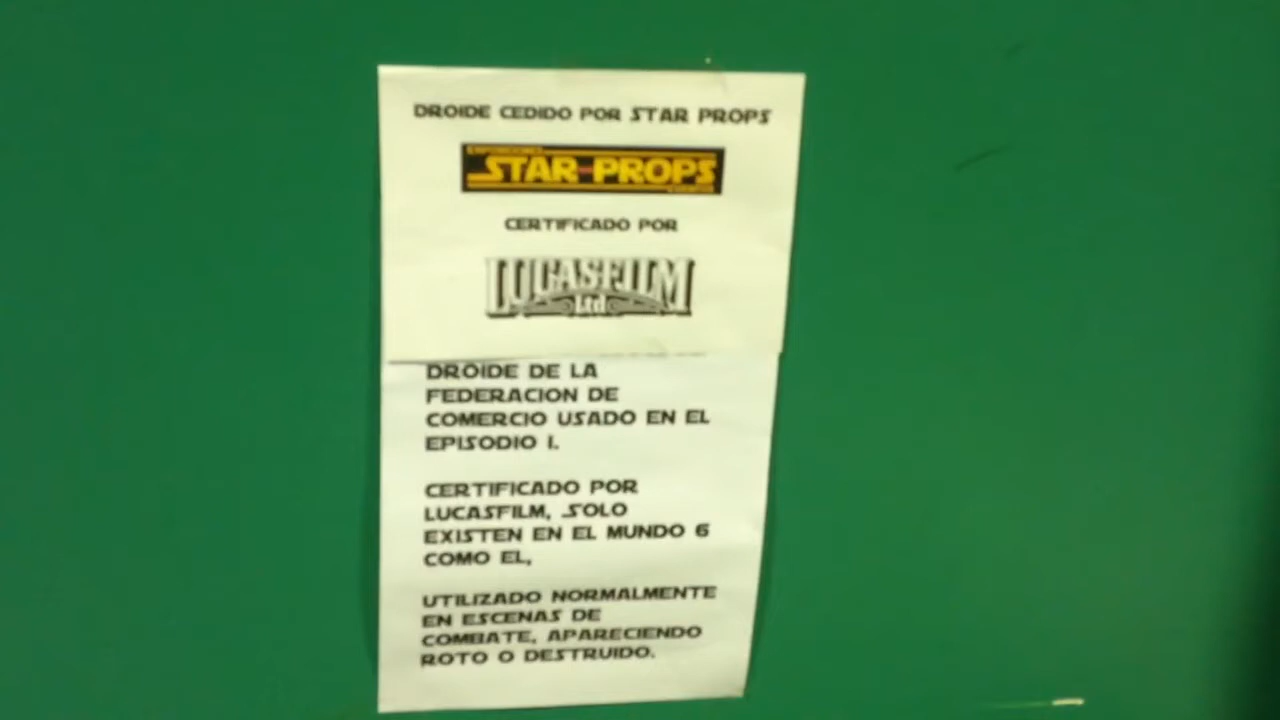 DROIDE CEDIDO POR STAR PROPS
STAR PROPS
CERTIFICADO POR
LUCASFILM
Ltd
DROIDE DE LA
FEDERACION DE
COMERCIO USADO EN EL
EPISODIO I.
CERTIFICADO POR
LUCASFILM, SOLO
EXISTEN EN EL MUNDO 6
COMO EL,
UTILIZADO NORMALMENTE
EN ESCENAS DE
COMBATE, APARECIENDO
ROTO O DESTRUIDO.